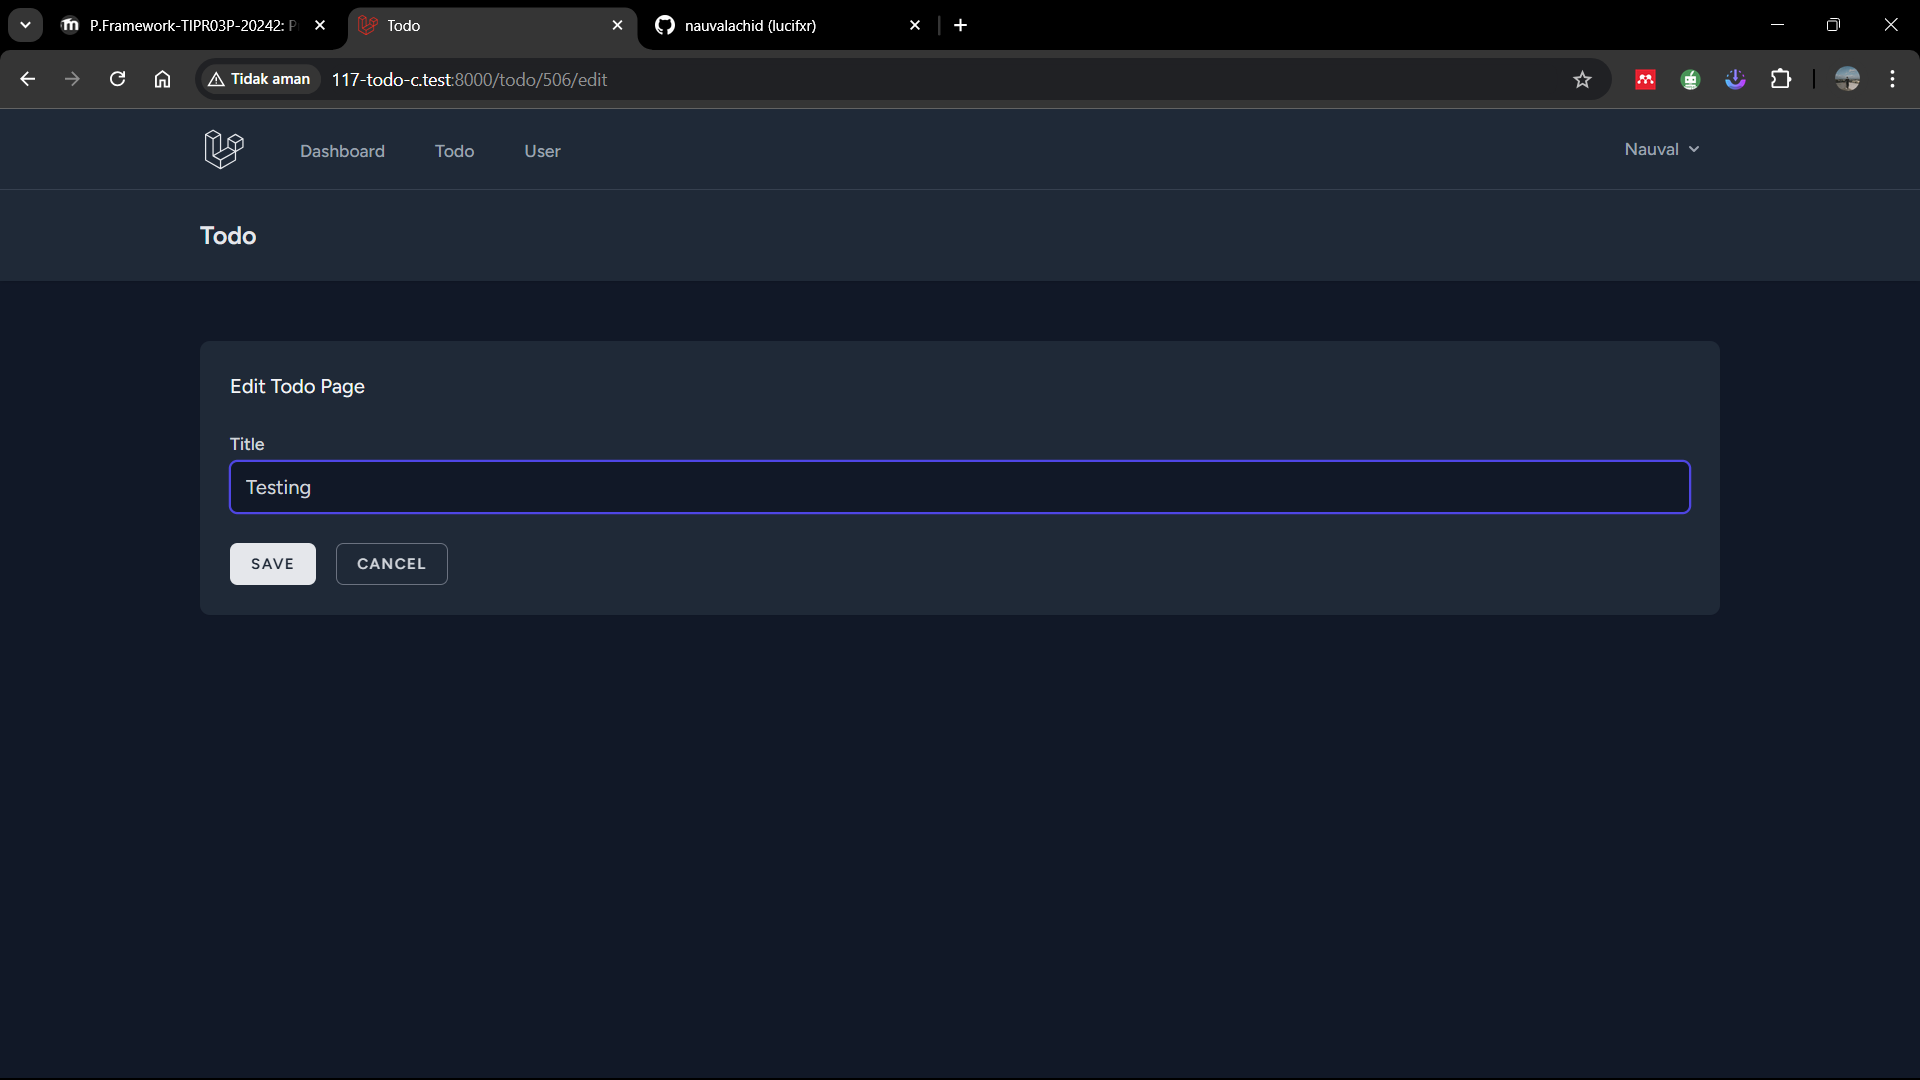 P.Framework-TIPR03P-20242: P
Todo
nauvalachid (lucifxr)
Tidak aman
117-todo-c.test:8000/todo/506/edit
Dashboard
Todo
User
Nauval
Todo
Edit Todo Page
Title
Testing
SAVE
CANCEL